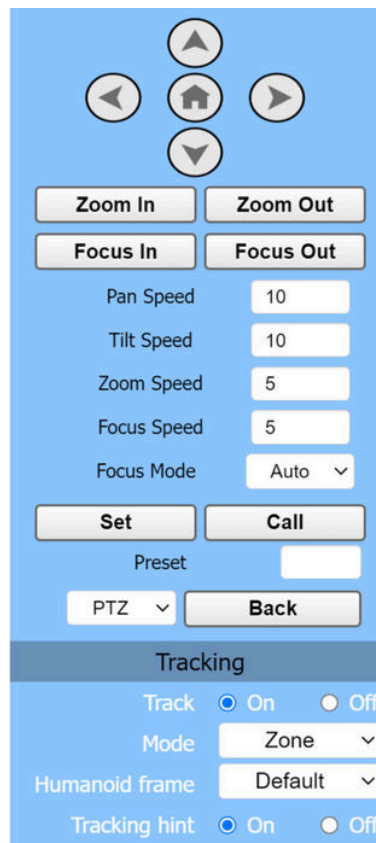 Zoom In Zoom Out
Focus In Focus Out
Pan Speed 10
Tilt Speed 10
Zoom Speed 5
Focus Speed 5
Focus Mode Auto
Set Call
Preset
PTZ Back
Tracking
Track On Off
Mode Zone
Humanoid frame Default
Tracking hint On Off